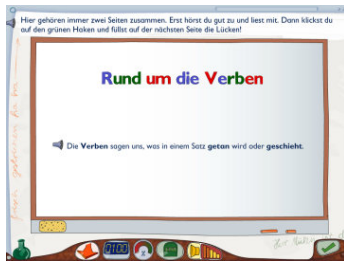 Hier gehören immer zwei Seiten zusammen. Erst hörst du gut zu und liest mit. Dann klickst du
auf den grünen Haken und füllst auf der nächsten Seite die Lücken!
Rund um die Verben
Die Verben sagen uns, was in einem Satz getan wird oder geschieht.